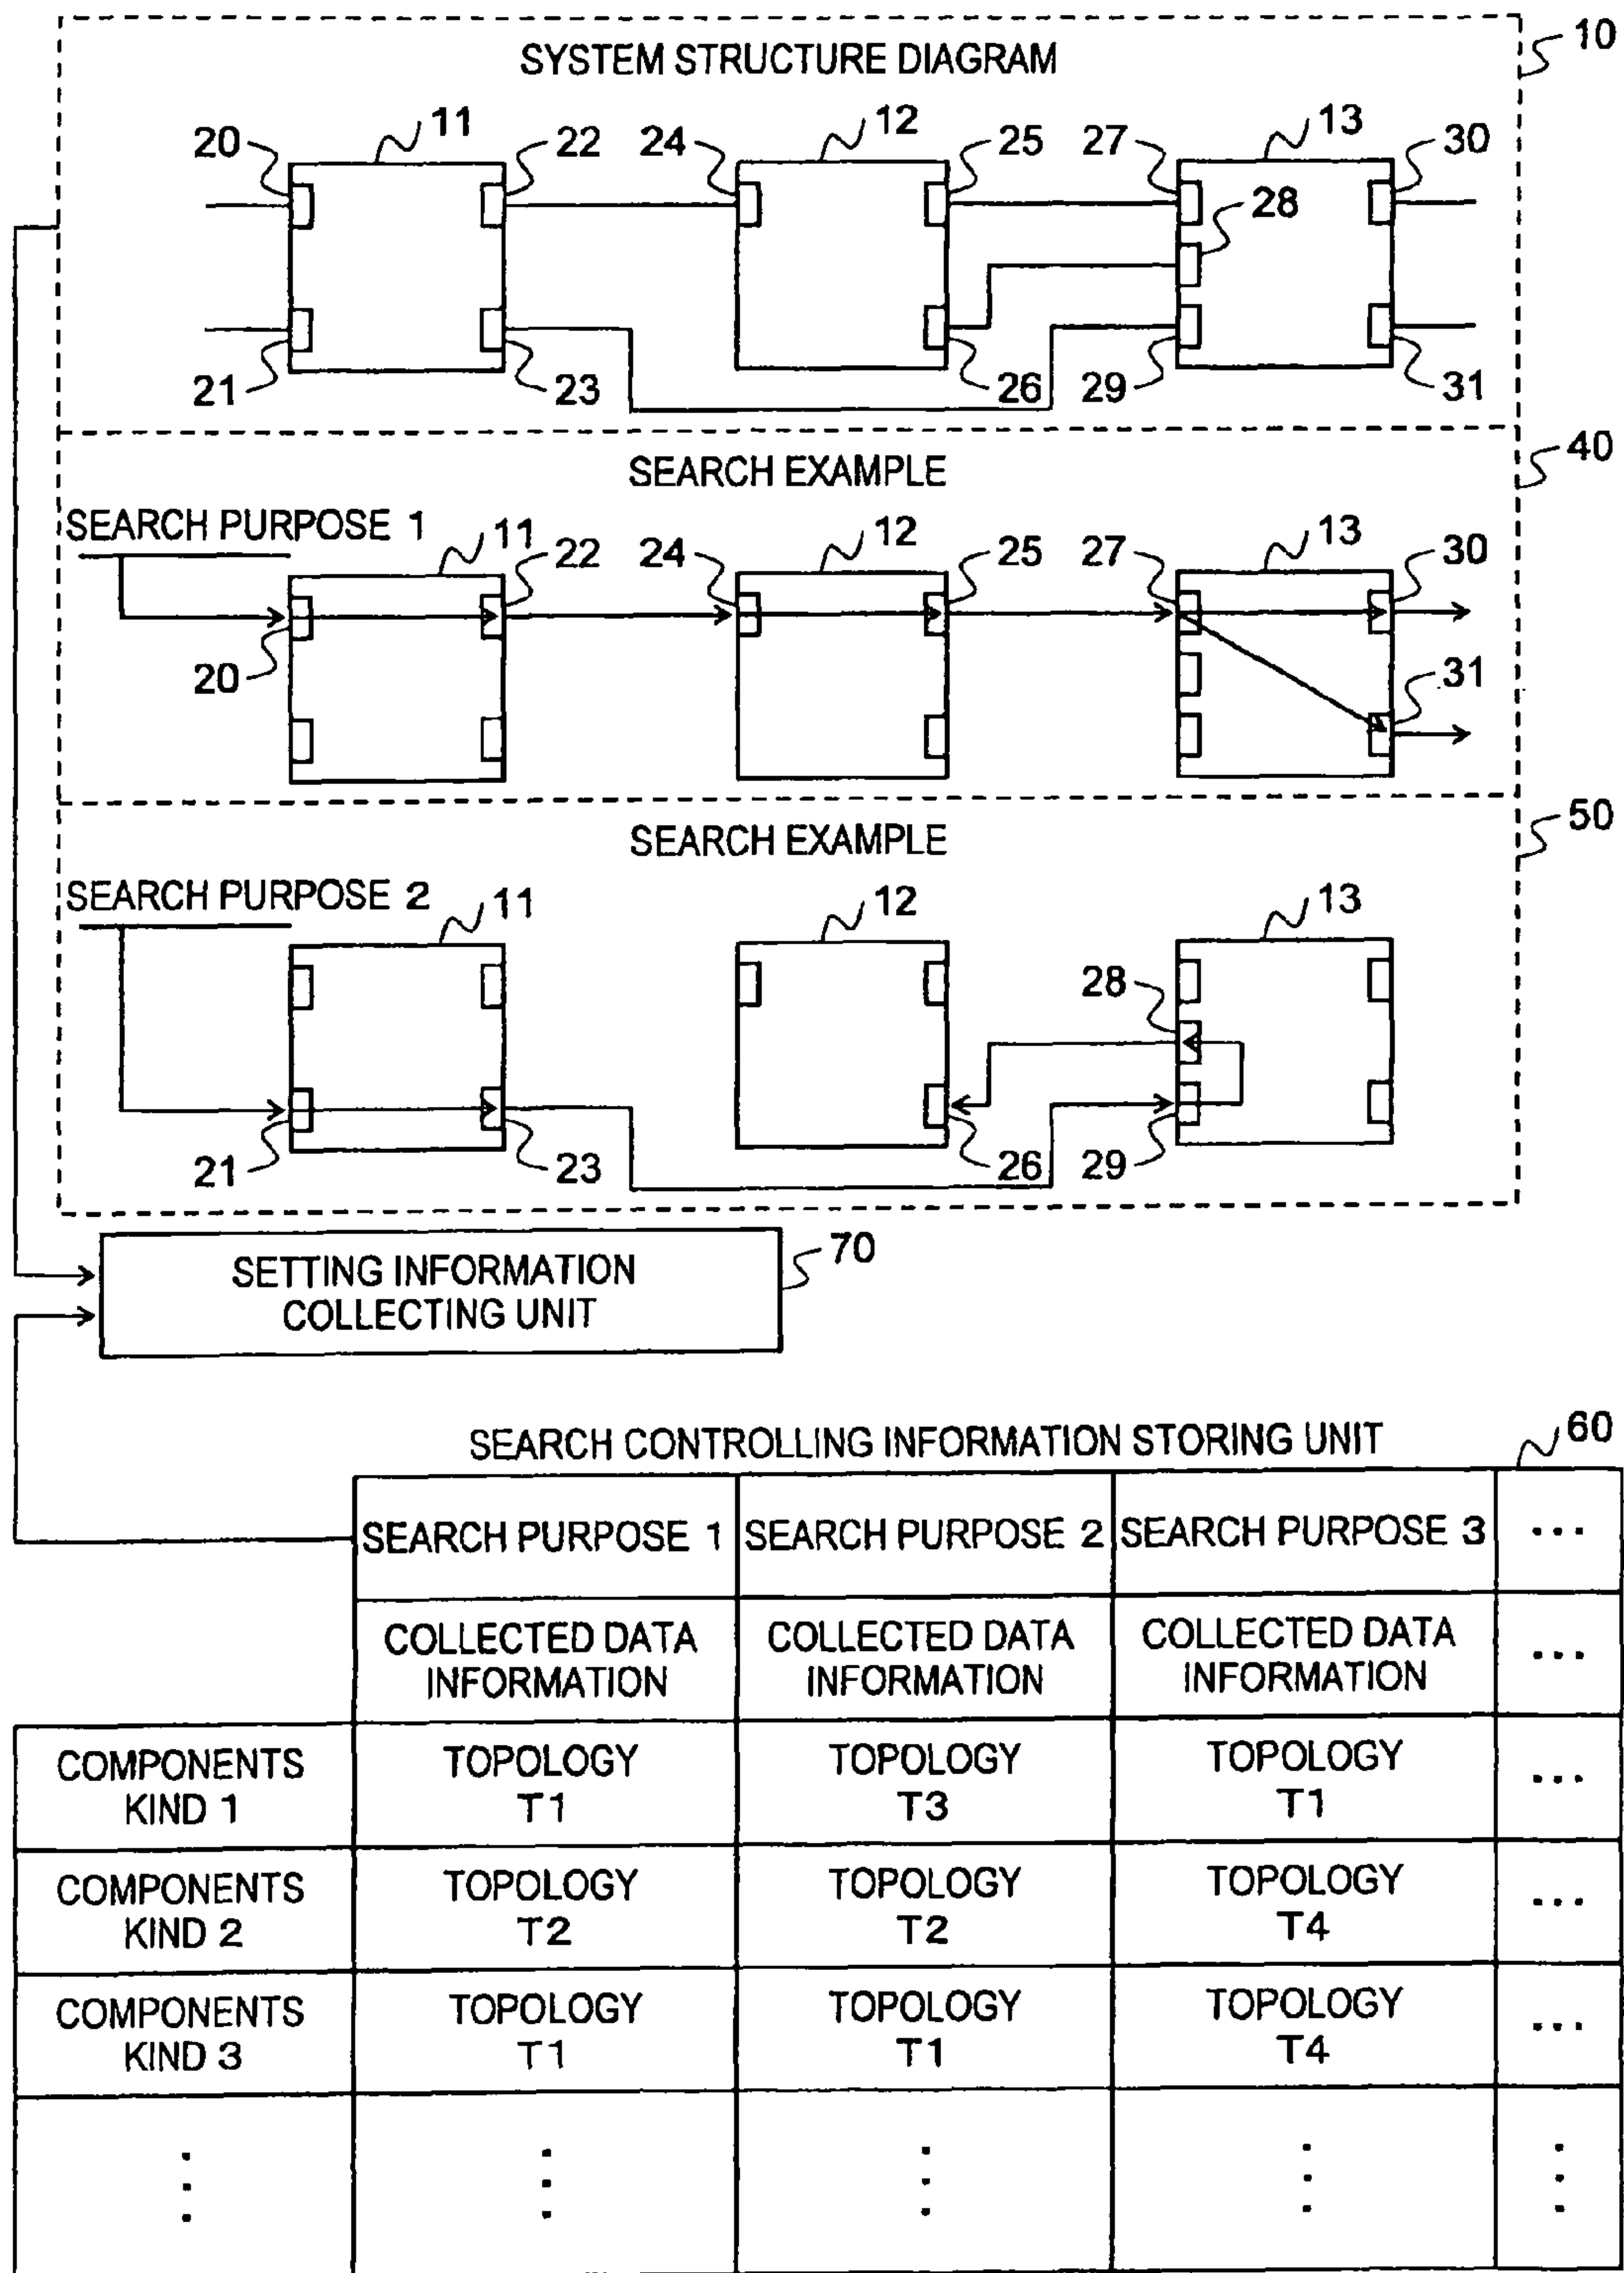 SYSTEM STRUCTURE DIAGRAM
10
20
11
22
24
12
25
27
13
30
28
21
23
26
29
31
SEARCH EXAMPLE
40
SEARCH PURPOSE 1
11
22
24
12
25
27
13
30
20
31
SEARCH EXAMPLE
50
SEARCH PURPOSE 2
11
12
13
28
21
23
26
29
SETTING INFORMATION
COLLECTING UNIT
70
SEARCH CONTROLLING INFORMATION STORING UNIT
60
SEARCH PURPOSE 1 SEARCH PURPOSE 2 SEARCH PURPOSE 3 ...
COLLECTED DATA COLLECTED DATA COLLECTED DATA
INFORMATION INFORMATION INFORMATION ...
COMPONENTS TOPOLOGY TOPOLOGY TOPOLOGY
KIND 1 T1 T3 T1 ...
COMPONENTS TOPOLOGY TOPOLOGY TOPOLOGY
KIND 2 T2 T2 T4 ...
COMPONENTS TOPOLOGY TOPOLOGY TOPOLOGY
KIND 3 T1 T1 T4 ...